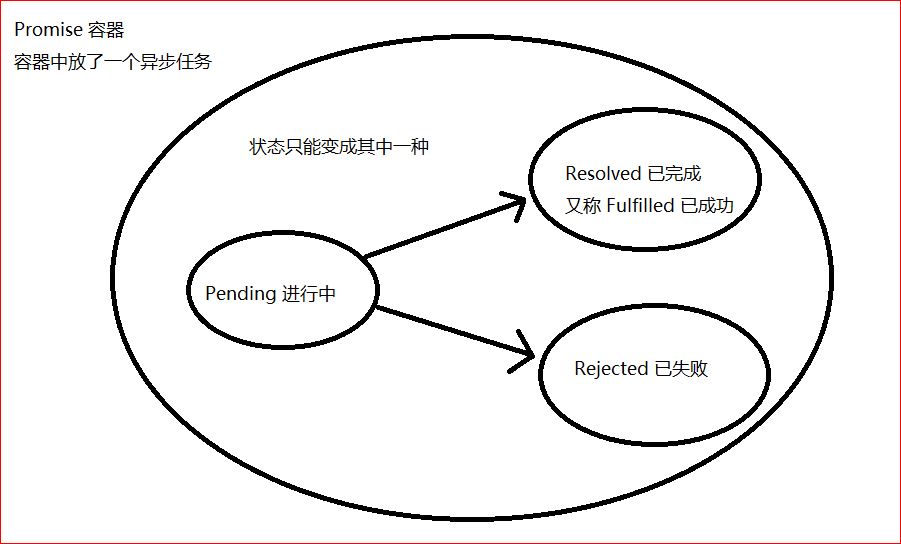 Promise 容器
容器中放了一个异步任务
状态只能变成其中一种
Resolved 已完成
又称 Fulfilled 已成功
Pending 进行中
Rejected 已失败